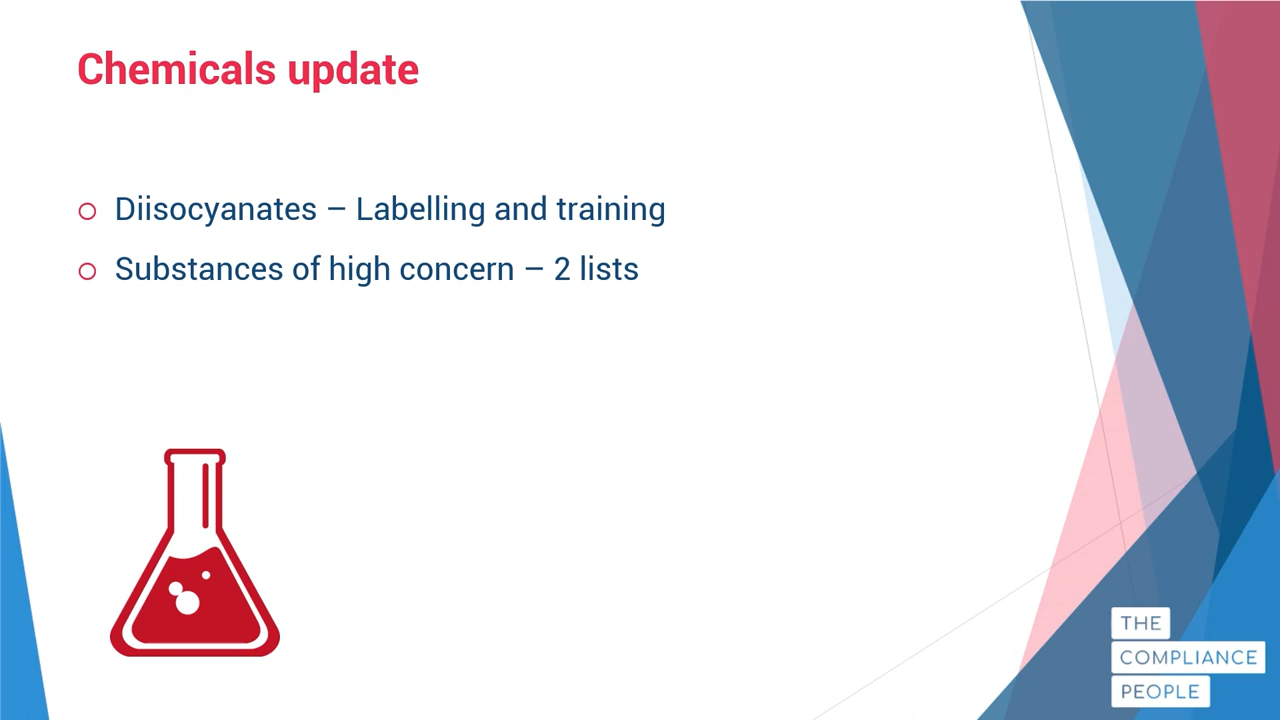 Chemicals update
Diisocyanates – Labelling and training
Substances of high concern – 2 lists
THE
COMPLIANCE
PEOPLE